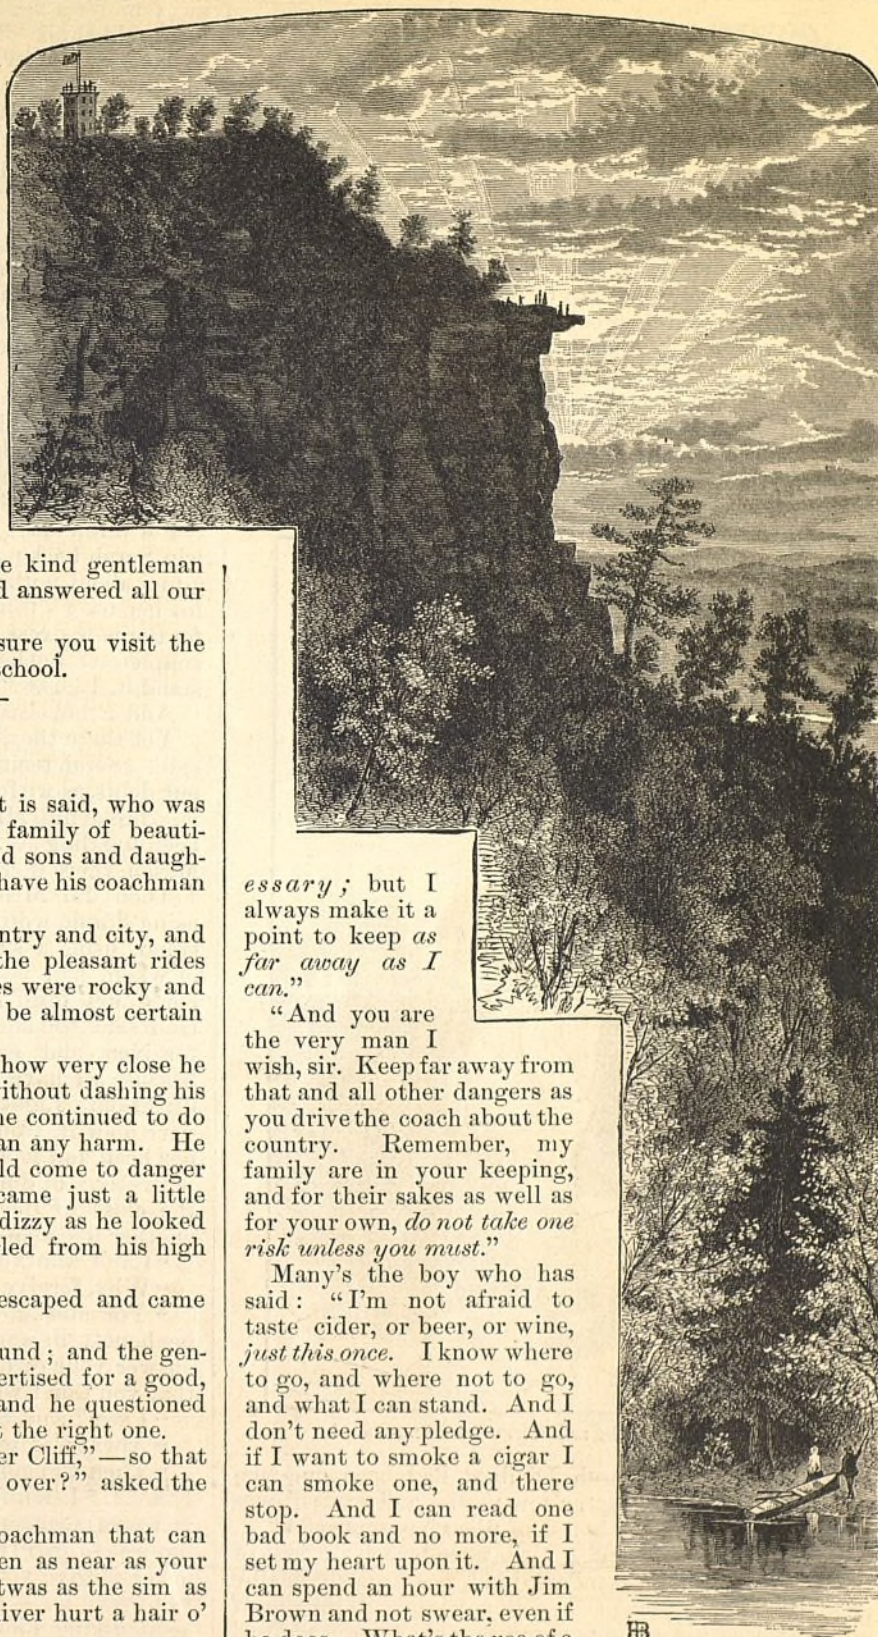 e kind gentleman
answered all our
sure you visit the
school.
t is said, who was
family of beauti-
d sons and daugh-
have his coachman
ntry and city, and
the pleasant rides
es were rocky and
be almost certain
how very close he
without dashing his
he continued to do
an any harm. He
ld come to danger
came just a little
dizzy as he looked
led from his high
escaped and came
und; and the gen-
ertised for a good,
and he questioned
the right one.
er Cliff,"—so that
over?" asked the
oachman that can
en as near as your
twas as the sim as
iver hurt a hair o'
essary; but I
always make it a
point to keep as
far away as I
can."
"And you are
the very man I
wish, sir. Keep far away from
that and all other dangers as
you drive the coach about the
country. Remember, my
family are in your keeping,
and for their sakes as well as
for your own, do not take one
risk unless you must."
Many's the boy who has
said: "I'm not afraid to
taste cider, or beer, or wine,
just this once. I know where
to go, and where not to go,
and what I can stand. And I
don't need any pledge. And
if I want to smoke a cigar I
can smoke one, and there
stop. And I can read one
bad book and no more, if I
set my heart upon it. And I
can spend an hour with Jim
Brown and not swear, even if
he does. What's the use of a